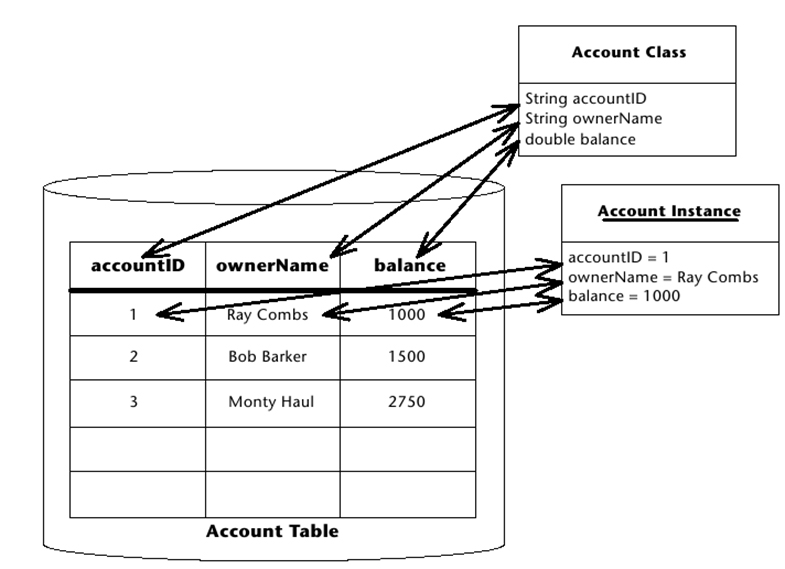 Account Class
String accountID
String ownerName
double balance
Account Instance
accountID = 1
ownerName = Ray Combs
balance = 1000
accountID ownerName balance
1 Ray Combs 1000
2 Bob Barker 1500
3 Monty Haul 2750
Account Table